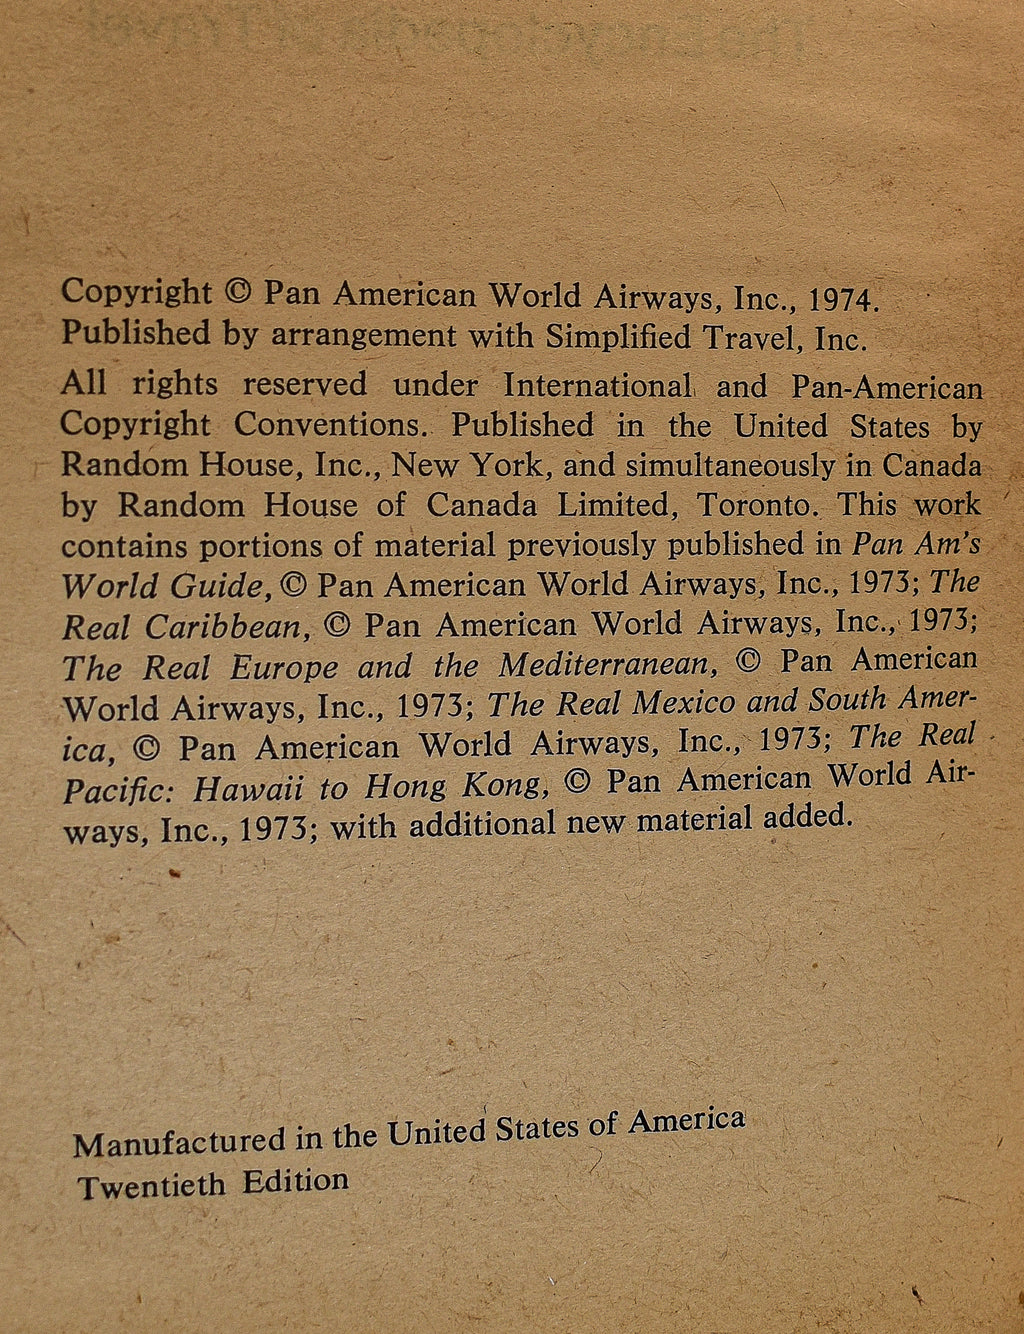 The Encyclopedia of Travel
Copyright © Pan American World Airways, Inc., 1974.
Published by arrangement with Simplified Travel, Inc.
All rights reserved under International and Pan-American
Copyright Conventions. Published in the United States by
Random House, Inc., New York, and simultaneously in Canada
by Random House of Canada Limited, Toronto. This work
contains portions of material previously published in Pan Am's
World Guide, © Pan American World Airways, Inc., 1973; The
Real Caribbean, © Pan American World Airways, Inc., 1973;
The Real Europe and the Mediterranean, © Pan American
World Airways, Inc., 1973; The Real Mexico and South Amer-
ica, © Pan American World Airways, Inc., 1973; The Real
Pacific: Hawaii to Hong Kong, © Pan American World Air-
ways, Inc., 1973; with additional new material added.
Manufactured in the United States of America
Twentieth Edition